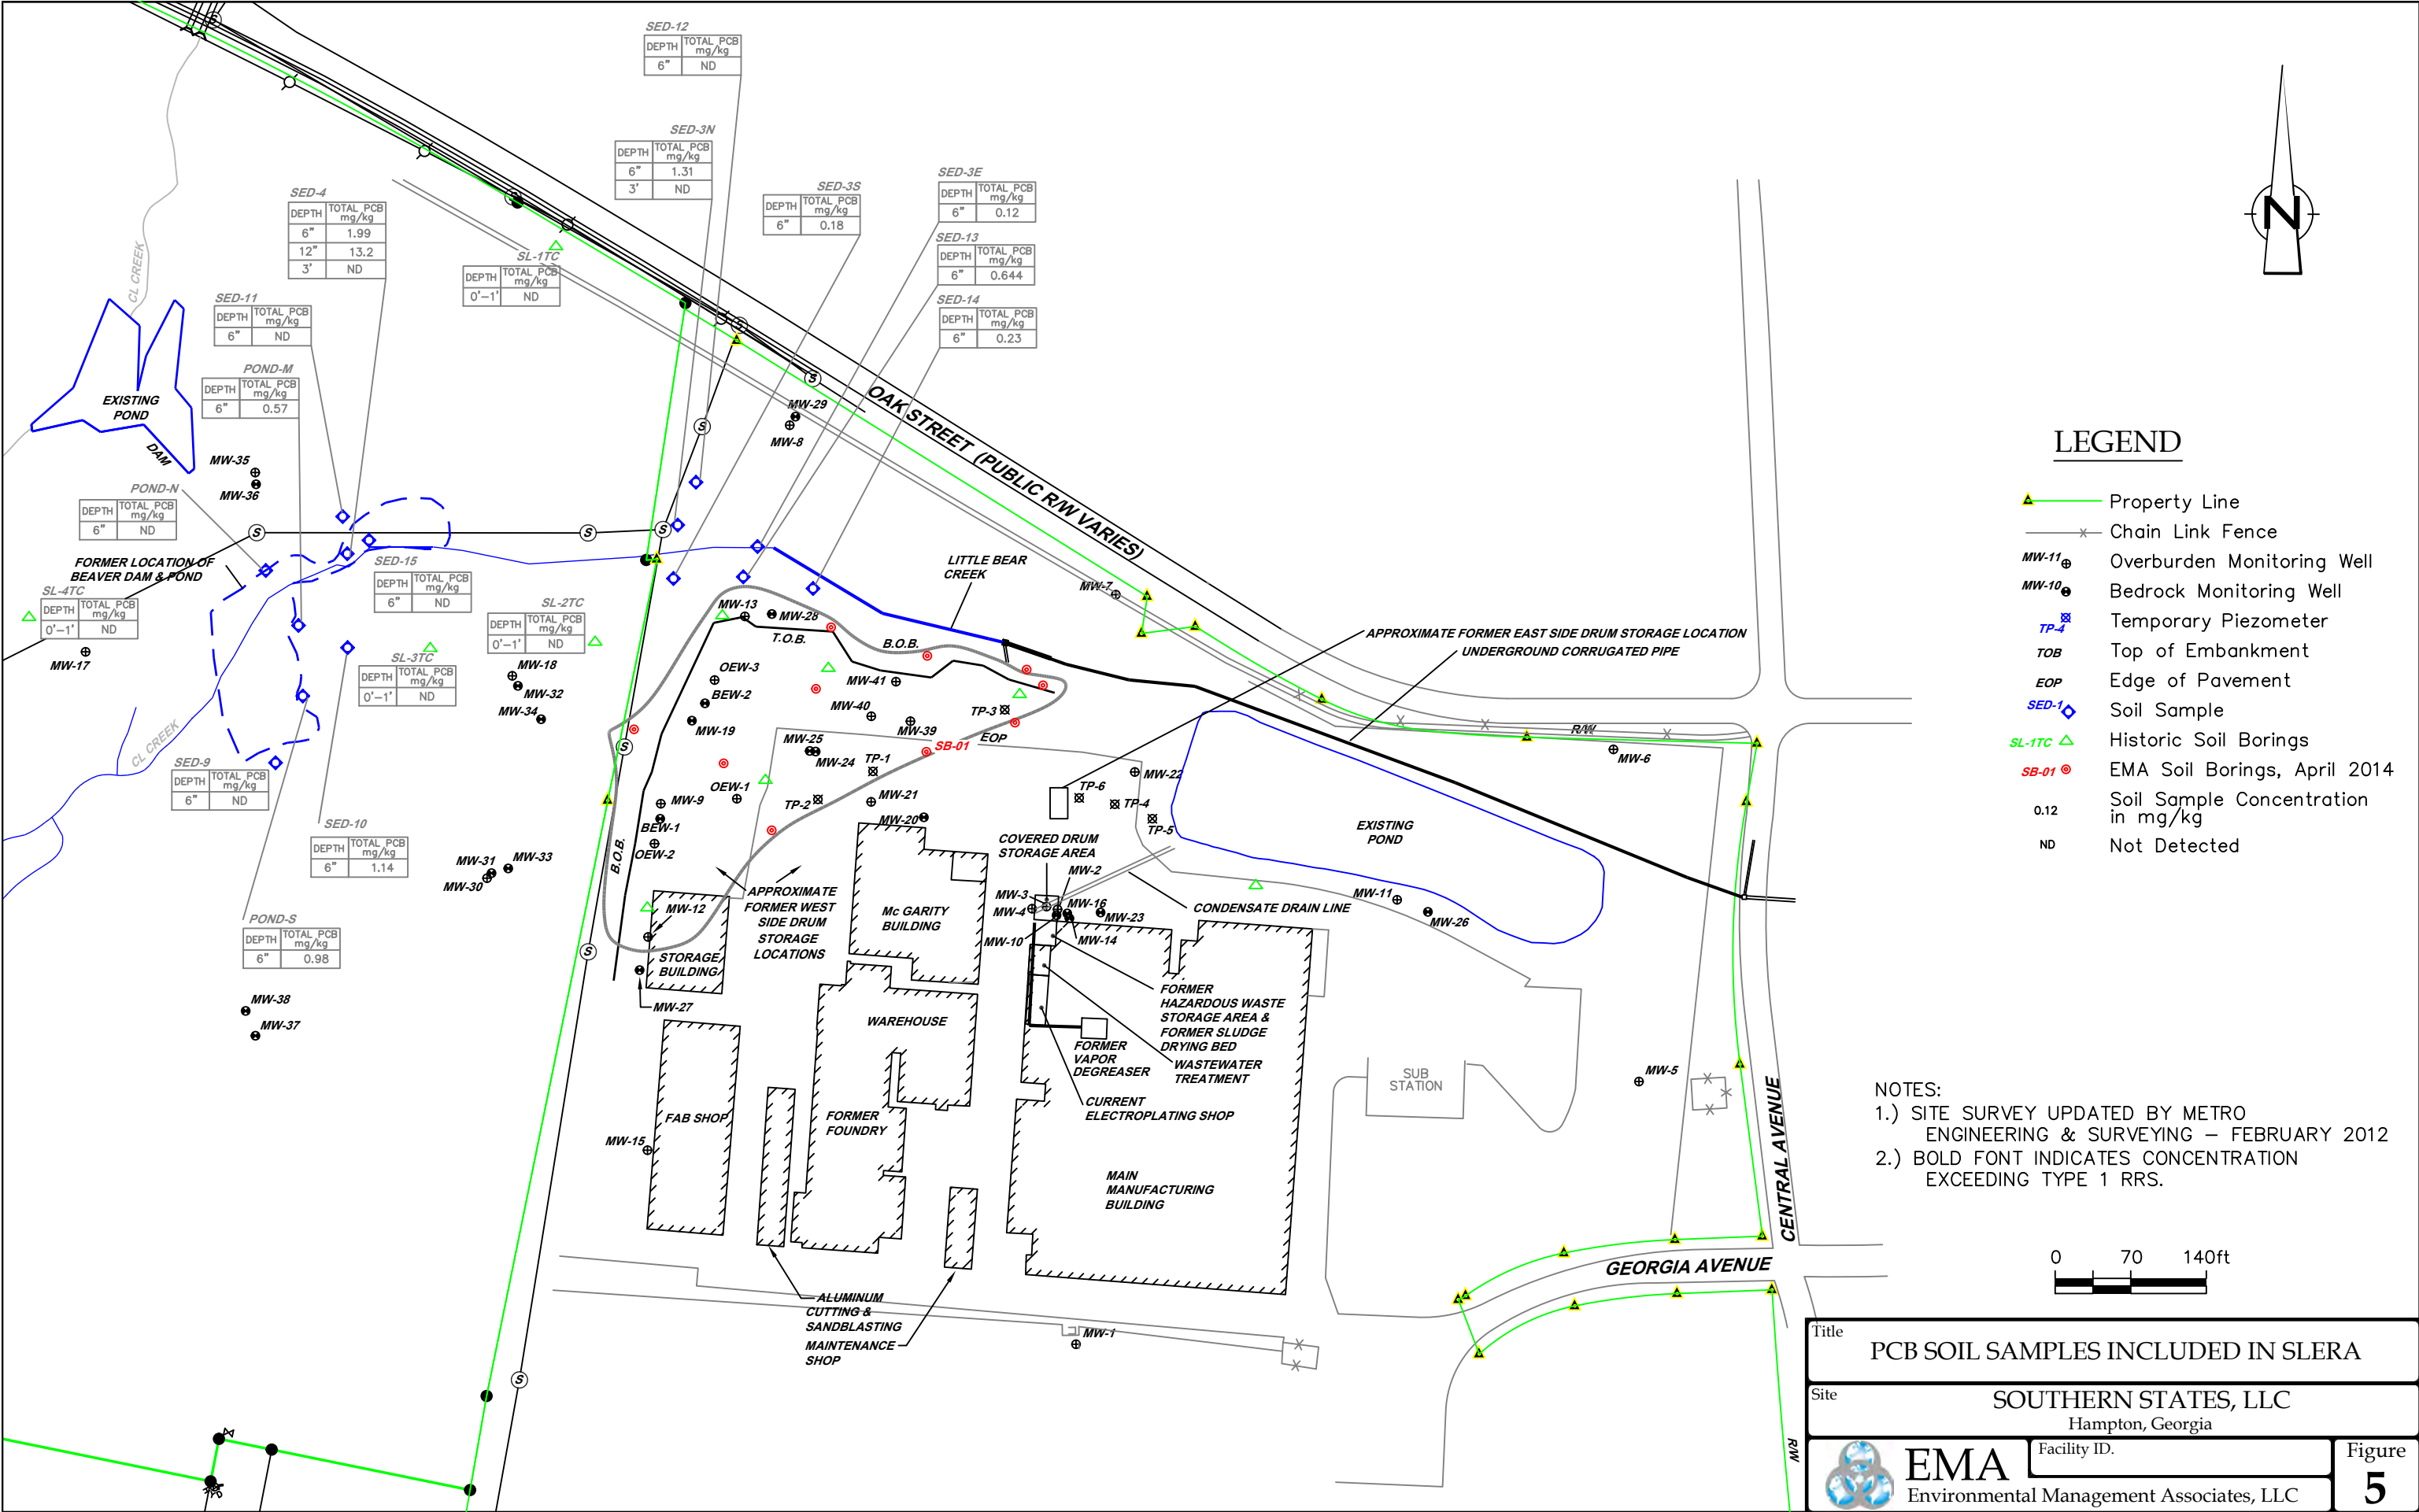 SED-12
DEPTH TOTAL PCB mg/kg
6" ND
SED-3N
DEPTH TOTAL PCB mg/kg
6" 1.31
3' ND
SED-3S
DEPTH TOTAL PCB mg/kg
6" 0.18
SED-3E
DEPTH TOTAL PCB mg/kg
6" 0.12
SED-13
DEPTH TOTAL PCB mg/kg
6" 0.644
SED-14
DEPTH TOTAL PCB mg/kg
6" 0.23
SED-4
DEPTH TOTAL PCB mg/kg
6" 1.99
12" 13.2
3' ND
SL-1TC
DEPTH TOTAL PCB mg/kg
0'-1' ND
SED-11
DEPTH TOTAL PCB mg/kg
6" ND
POND-M
DEPTH TOTAL PCB mg/kg
6" 0.57
POND-N
DEPTH TOTAL PCB mg/kg
6" ND
SL-4TC
DEPTH TOTAL PCB mg/kg
0'-1' ND
SED-15
DEPTH TOTAL PCB mg/kg
6" ND
SL-2TC
DEPTH TOTAL PCB mg/kg
0'-1' ND
SL-3TC
DEPTH TOTAL PCB mg/kg
0'-1' ND
SED-9
DEPTH TOTAL PCB mg/kg
6" ND
SED-10
DEPTH TOTAL PCB mg/kg
6" 1.14
POND-S
DEPTH TOTAL PCB mg/kg
6" 0.98
CL CREEK
EXISTING
POND
DAM
MW-35
MW-36
FORMER LOCATION OF
BEAVER DAM & POND
MW-17
CL CREEK
MW-18
MW-32
MW-34
MW-31
MW-33
MW-30
MW-38
MW-37
MW-29
MW-8
OAK STREET (PUBLIC R/W VARIES)
LITTLE BEAR
CREEK
MW-7
MW-13
MW-28
T.O.B.
B.O.B.
OEW-3
BEW-2
MW-19
MW-41
MW-40
MW-39
TP-3
EOP
SB-01
MW-25
MW-24
TP-1
OEW-1
TP-2
MW-21
MW-20
MW-9
BEW-1
OEW-2
B.O.B.
APPROXIMATE FORMER EAST SIDE DRUM STORAGE LOCATION
UNDERGROUND CORRUGATED PIPE
R/W
MW-6
MW-22
TP-6
TP-4
TP-5
EXISTING
POND
COVERED DRUM
STORAGE AREA
MW-2
MW-3
MW-4
MW-16
MW-23
MW-10
MW-14
CONDENSATE DRAIN LINE
MW-11
MW-26
APPROXIMATE
FORMER WEST
SIDE DRUM
STORAGE
LOCATIONS
MW-12
STORAGE
BUILDING
MW-27
Mc GARITY
BUILDING
WAREHOUSE
FORMER
HAZARDOUS WASTE
STORAGE AREA &
FORMER SLUDGE
DRYING BED
FORMER
VAPOR
DEGREASER
WASTEWATER
TREATMENT
CURRENT
ELECTROPLATING SHOP
FAB SHOP
FORMER
FOUNDRY
MW-15
MAIN
MANUFACTURING
BUILDING
SUB
STATION
MW-5
CENTRAL AVENUE
GEORGIA AVENUE
R/W
ALUMINUM
CUTTING &
SANDBLASTING
MAINTENANCE
SHOP
MW-1
S
S
S
S
S
S
S
S
S
S
S
S
N
LEGEND
Property Line
Chain Link Fence
MW-11 Overburden Monitoring Well
MW-10 Bedrock Monitoring Well
TP-4 Temporary Piezometer
TOB Top of Embankment
EOP Edge of Pavement
SED-1 Soil Sample
SL-1TC Historic Soil Borings
SB-01 EMA Soil Borings, April 2014
0.12 Soil Sample Concentration
in mg/kg
ND Not Detected
NOTES:
1.) SITE SURVEY UPDATED BY METRO
ENGINEERING & SURVEYING – FEBRUARY 2012
2.) BOLD FONT INDICATES CONCENTRATION
EXCEEDING TYPE 1 RRS.
0 70 140ft
Title
PCB SOIL SAMPLES INCLUDED IN SLERA
Site
SOUTHERN STATES, LLC
Hampton, Georgia
EMA
Environmental Management Associates, LLC
Facility ID.
Figure
5